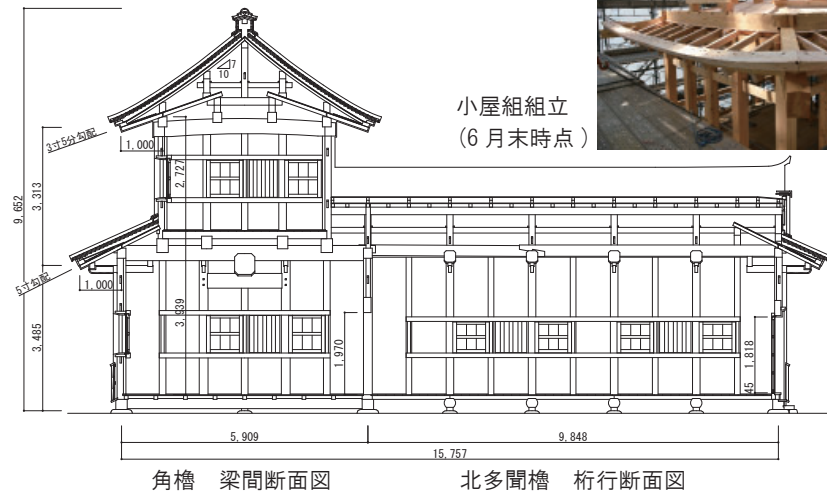 小屋組組立
(6月末時点)
7
10
3寸5分勾配
1,000
2,727
3,313
9,652
5寸勾配
1,000
3,939
3,485
1,970
1,818
45
5,909
9,848
15,757
角櫓 梁間断面図
北多聞櫓 桁行断面図